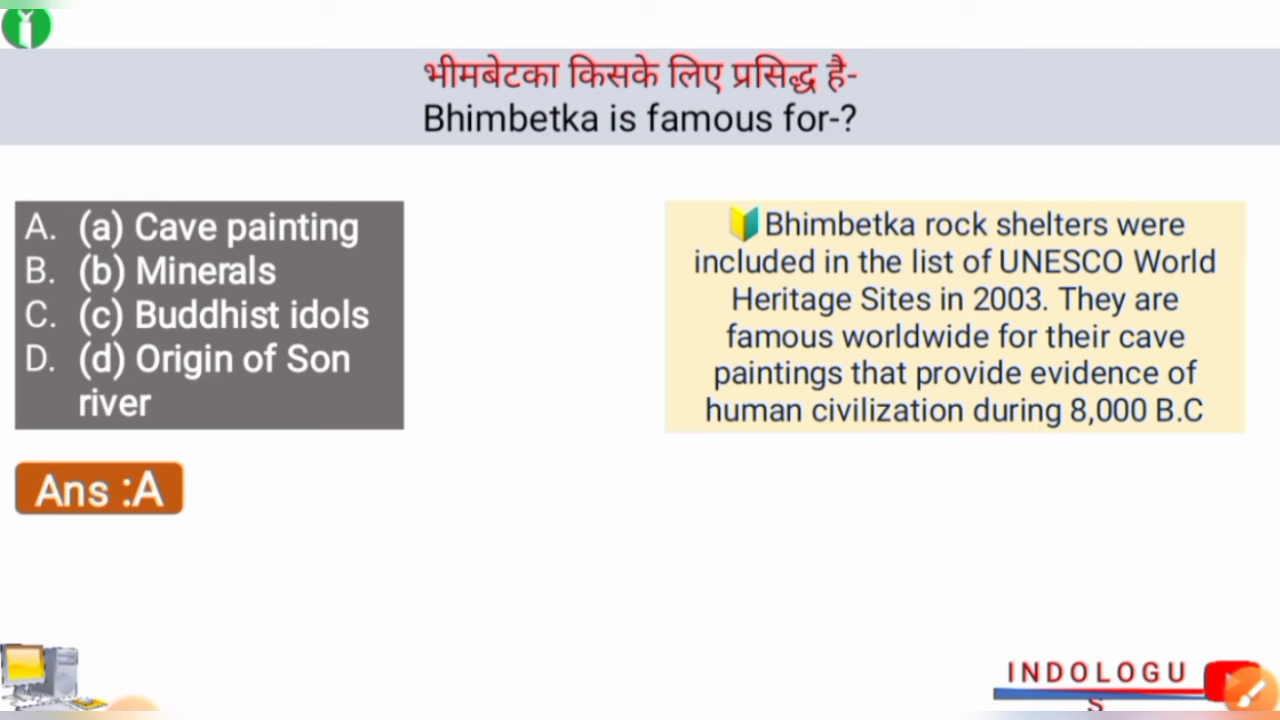 भीमबेटका किसके लिए प्रसिद्ध है-
Bhimbetka is famous for-?
A. (a) Cave painting
B. (b) Minerals
C. (c) Buddhist idols
D. (d) Origin of Son
river
Bhimbetka rock shelters were
included in the list of UNESCO World
Heritage Sites in 2003. They are
famous worldwide for their cave
paintings that provide evidence of
human civilization during 8,000 B.C
Ans :A
INDOLOGU
S